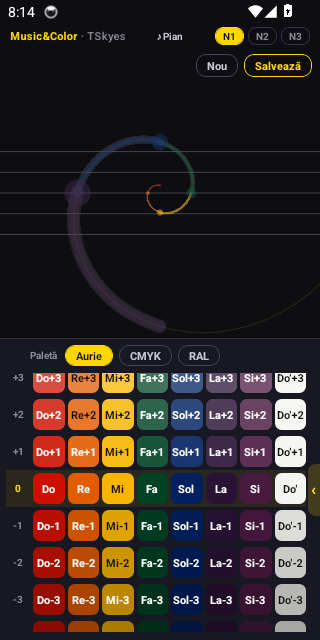 8:14
Music&Color · TSkyes ♪Pian N1 N2 N3
Nou Salvează
Paletă Aurie CMYK RAL
+3 Do+3 Re+3 Mi+3 Fa+3 Sol+3 La+3 Si+3 Do'+3
+2 Do+2 Re+2 Mi+2 Fa+2 Sol+2 La+2 Si+2 Do'+2
+1 Do+1 Re+1 Mi+1 Fa+1 Sol+1 La+1 Si+1 Do'+1
0 Do Re Mi Fa Sol La Si Do' ‹
-1 Do-1 Re-1 Mi-1 Fa-1 Sol-1 La-1 Si-1 Do'-1
-2 Do-2 Re-2 Mi-2 Fa-2 Sol-2 La-2 Si-2 Do'-2
-3 Do-3 Re-3 Mi-3 Fa-3 Sol-3 La-3 Si-3 Do'-3